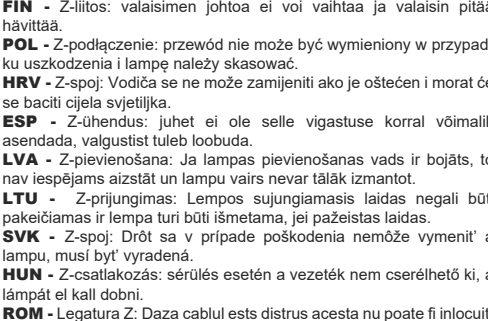 FIN - Z-liitos: valaisimen johtoa ei voi vaihtaa ja valaisin pitää
hävittää.
POL - Z-podłączenie: przewód nie może być wymieniony w przypad-
ku uszkodzenia i lampę należy skasować.
HRV - Z-spoj: Vodiča se ne može zamijeniti ako je oštećen i morat će
se baciti cijela svjetiljka.
ESP - Z-ühendus: juhet ei ole selle vigastuse korral võimalik
asendada, valgustist tuleb loobuda.
LVA - Z-pievienošana: Ja lampas pievienošanas vads ir bojāts, to
nav iespējams aizstāt un lampu vairs nevar tālāk izmantot.
LTU - Z-prijungimas: Lempos sujungiamasis laidas negali būti
pakeičiamas ir lempa turi būti išmetama, jei pažeistas laidas.
SVK - Z-spoj: Drôt sa v prípade poškodenia nemôže vymeniť a
lampu, musí byť vyradená.
HUN - Z-csatlakozás: sérülés esetén a vezeték nem cserélhető ki, a
lámpát el kall dobni.
ROM - Legatura Z: Daza cablul ests distrus acesta nu poate fi inlocuit